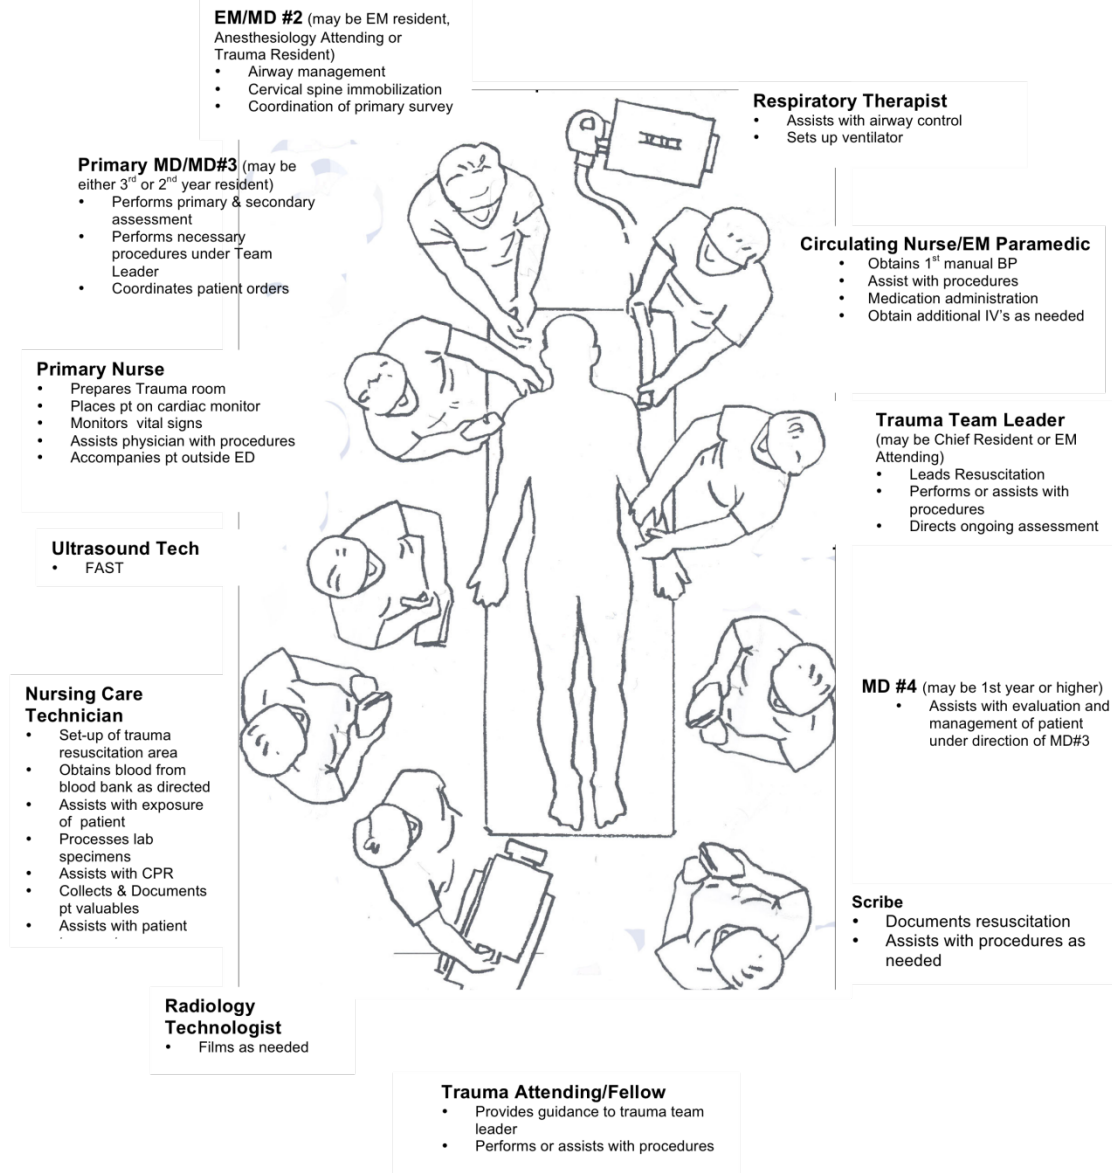 EM/MD #2 (may be EM resident,
Anesthesiology Attending or
Trauma Resident)
• Airway management
• Cervical spine immobilization
• Coordination of primary survey
Respiratory Therapist
• Assists with airway control
• Sets up ventilator
Primary MD/MD#3 (may be
either 3rd or 2nd year resident)
• Performs primary & secondary
assessment
• Performs necessary
procedures under Team
Leader
• Coordinates patient orders
Circulating Nurse/EM Paramedic
• Obtains 1st manual BP
• Assist with procedures
• Medication administration
• Obtain additional IV's as needed
Primary Nurse
• Prepares Trauma room
• Places pt on cardiac monitor
• Monitors vital signs
• Assists physician with procedures
• Accompanies pt outside ED
Trauma Team Leader
(may be Chief Resident or EM
Attending)
• Leads Resuscitation
• Performs or assists with
procedures
• Directs ongoing assessment
Ultrasound Tech
• FAST
Nursing Care
Technician
• Set-up of trauma
resuscitation area
• Obtains blood from
blood bank as directed
• Assists with exposure
of patient
• Processes lab
specimens
• Assists with CPR
• Collects & Documents
pt valuables
• Assists with patient
MD #4 (may be 1st year or higher)
• Assists with evaluation and
management of patient
under direction of MD#3
Scribe
• Documents resuscitation
• Assists with procedures as
needed
Radiology
Technologist
• Films as needed
Trauma Attending/Fellow
• Provides guidance to trauma team
leader
• Performs or assists with procedures